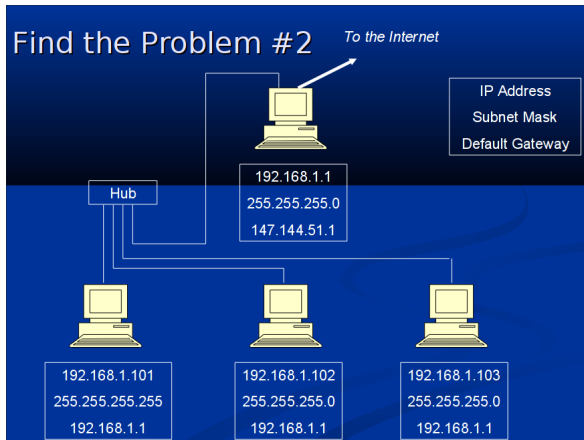 Find the Problem #2
To the Internet
IP Address
Subnet Mask
Default Gateway
192.168.1.1
255.255.255.0
147.144.51.1
Hub
192.168.1.101
255.255.255.255
192.168.1.1
192.168.1.102
255.255.255.0
192.168.1.1
192.168.1.103
255.255.255.0
192.168.1.1